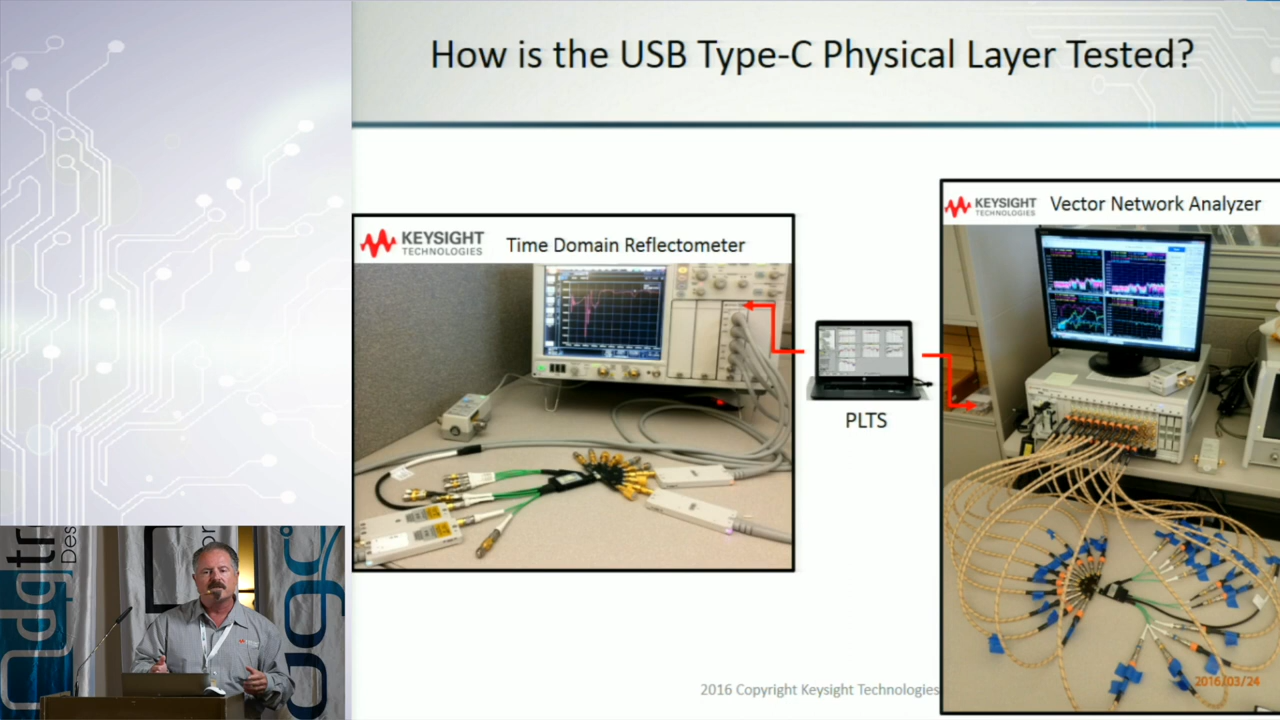 How is the USB Type-C Physical Layer Tested?
KEYSIGHT
TECHNOLOGIES
Time Domain Reflectometer
KEYSIGHT
TECHNOLOGIES
Vector Network Analyzer
PLTS
2016 Copyright Keysight Technologies
2016/03/24
Des